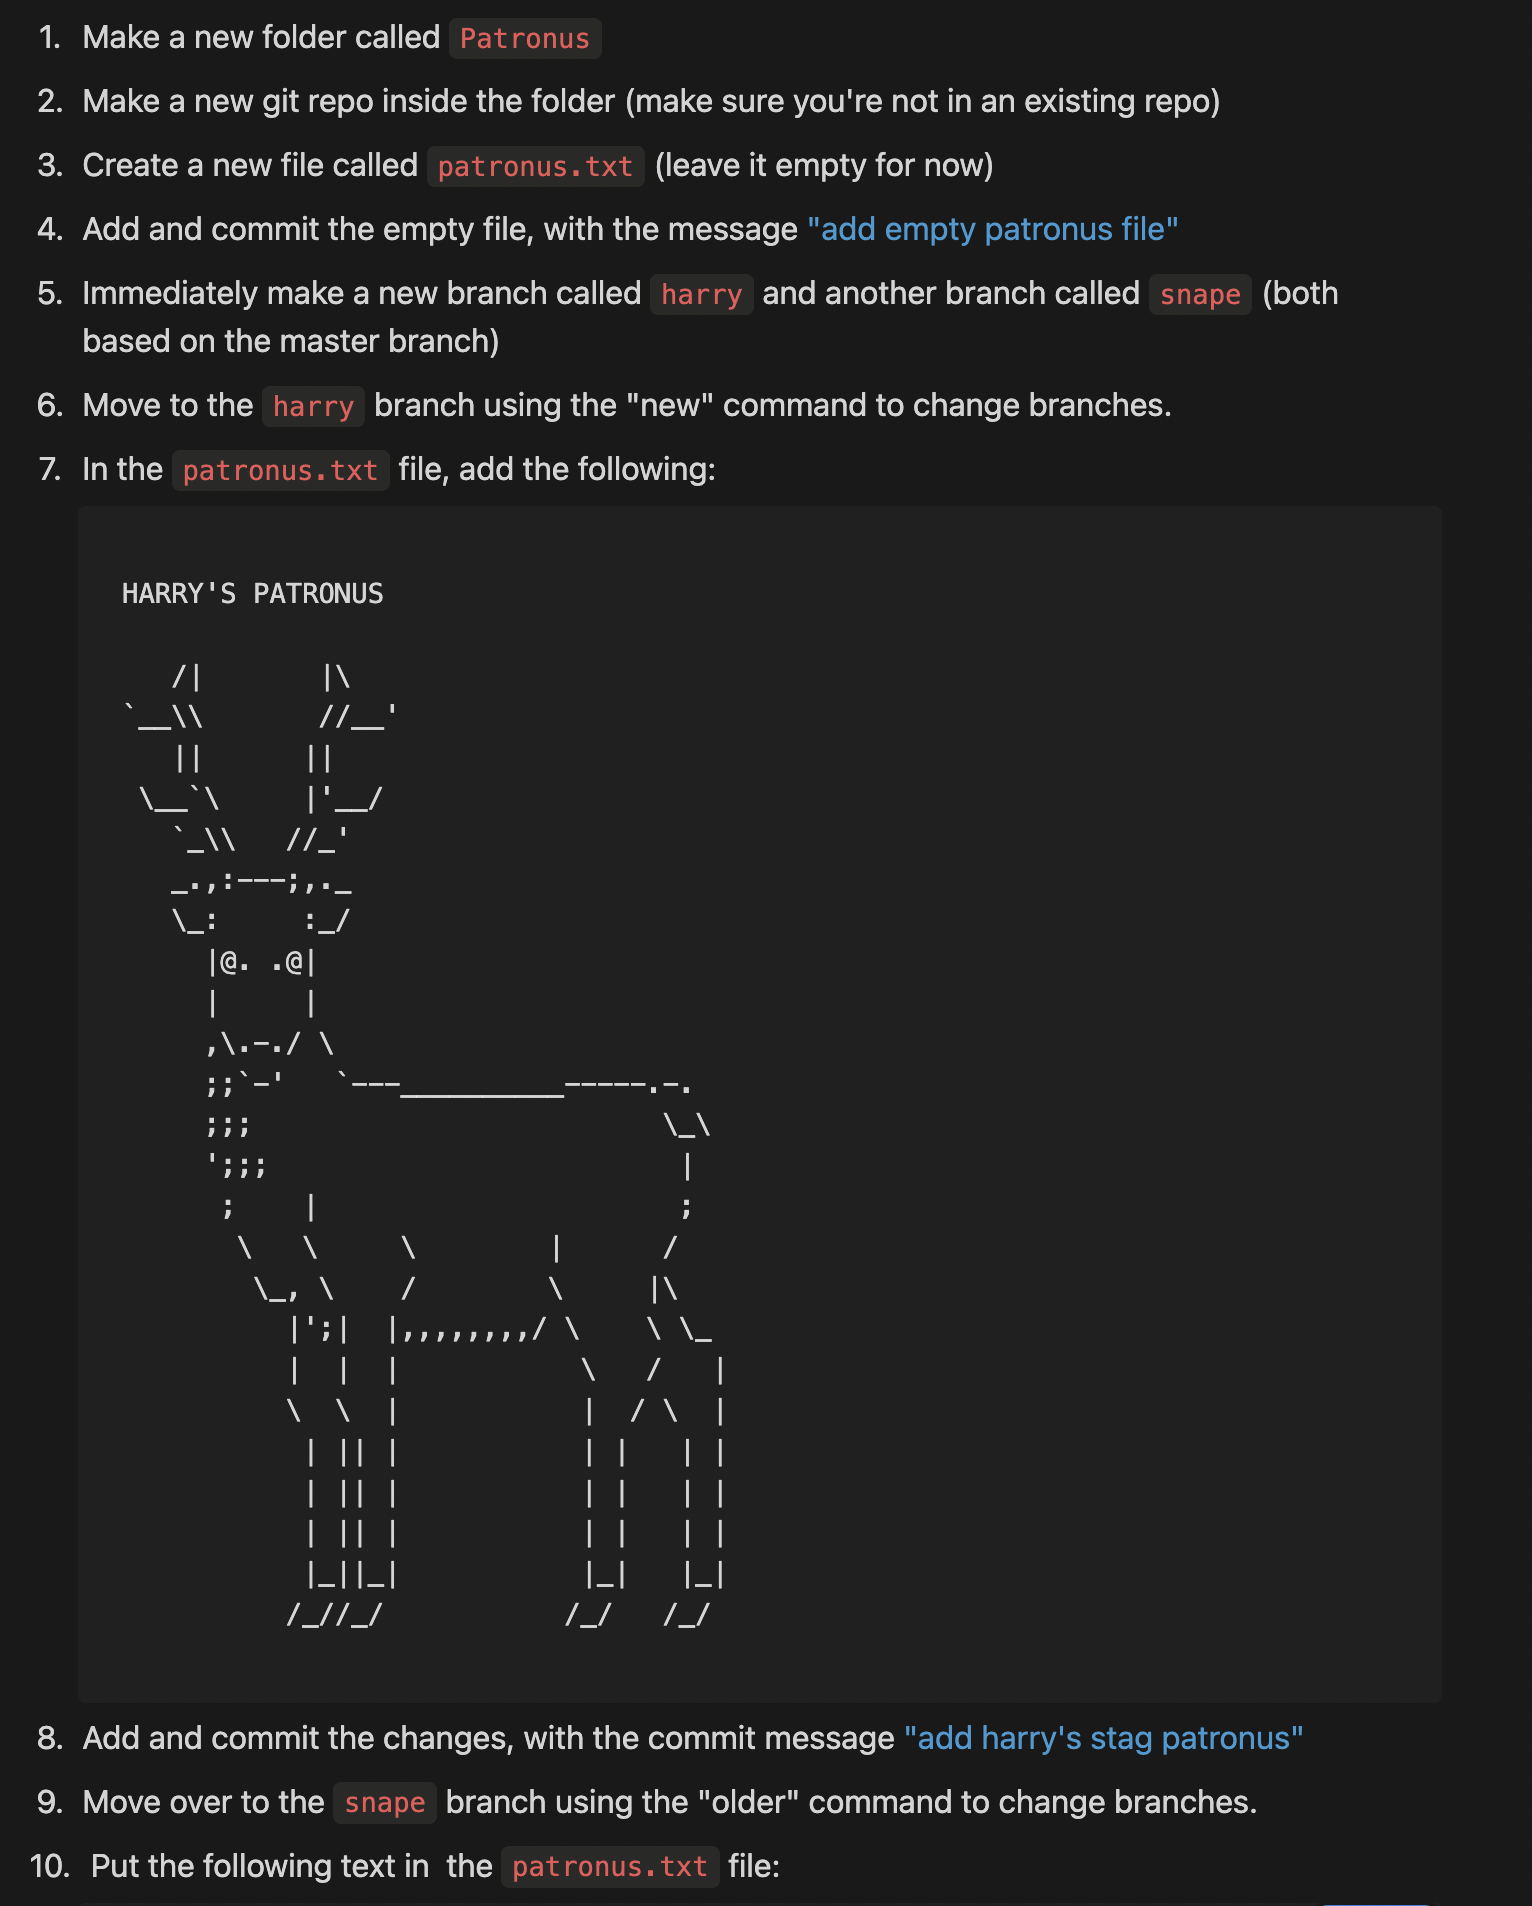 1. Make a new folder called Patronus
2. Make a new git repo inside the folder (make sure you're not in an existing repo)
3. Create a new file called patronus.txt (leave it empty for now)
4. Add and commit the empty file, with the message "add empty patronus file"
5. Immediately make a new branch called harry and another branch called snape (both
based on the master branch)
6. Move to the harry branch using the "new" command to change branches.
7. In the patronus.txt file, add the following:
HARRY'S PATRONUS
   /|       |\
`__\\       //__'
   ||      ||
 \__`\     |'__/
   `_\\   //_'
   _.,:---;,._
   \_:     :_/
     |@. .@|
     |     |
     ,\.-./ \
     ;;`-'   `---__________-----.-.
     ;;;                         \_\
     ';;;                         |
      ;    |                      ;
       \   \     \        |      /
        \_, \    /        \     |\
          |';|  |,,,,,,,,/ \    \ \_
          |  |  |           \   /   |
          \  \  |           |  / \  |
           | || |           | |   | |
           | || |           | |   | |
           | || |           | |   | |
           |_||_|           |_|   |_|
          /_//_/           /_/   /_/
8. Add and commit the changes, with the commit message "add harry's stag patronus"
9. Move over to the snape branch using the "older" command to change branches.
10. Put the following text in  the patronus.txt file: